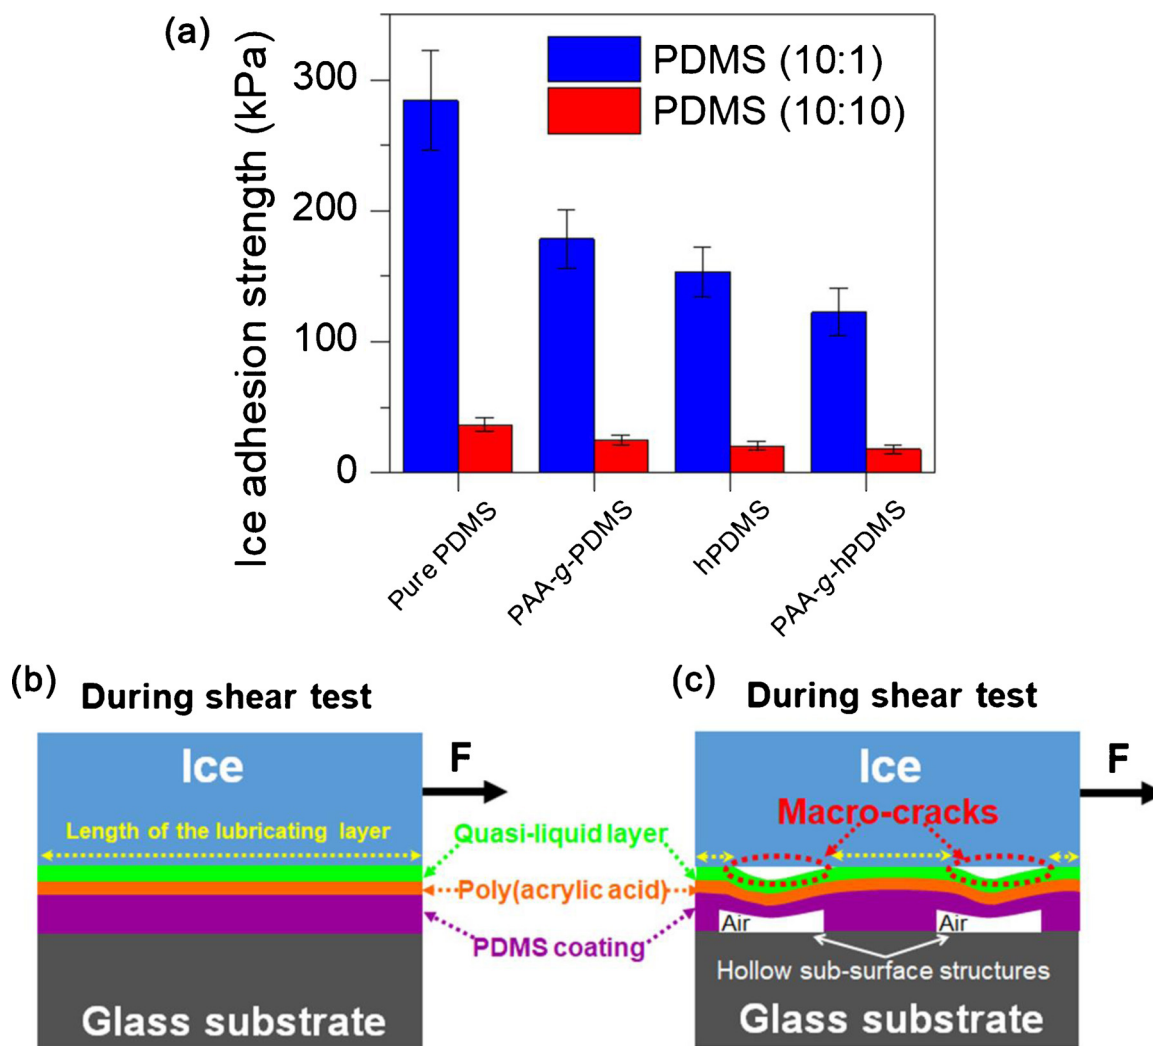 (a)
Ice adhesion strength (kPa)
300
200
100
0
PDMS (10:1)
PDMS (10:10)
Pure PDMS
PAA-g-PDMS
hPDMS
PAA-g-hPDMS
(b)
During shear test
Ice
F
Length of the lubricating layer
Quasi-liquid layer
Poly(acrylic acid)
PDMS coating
Glass substrate
(c)
During shear test
Ice
F
Macro-cracks
Air
Air
Hollow sub-surface structures
Glass substrate